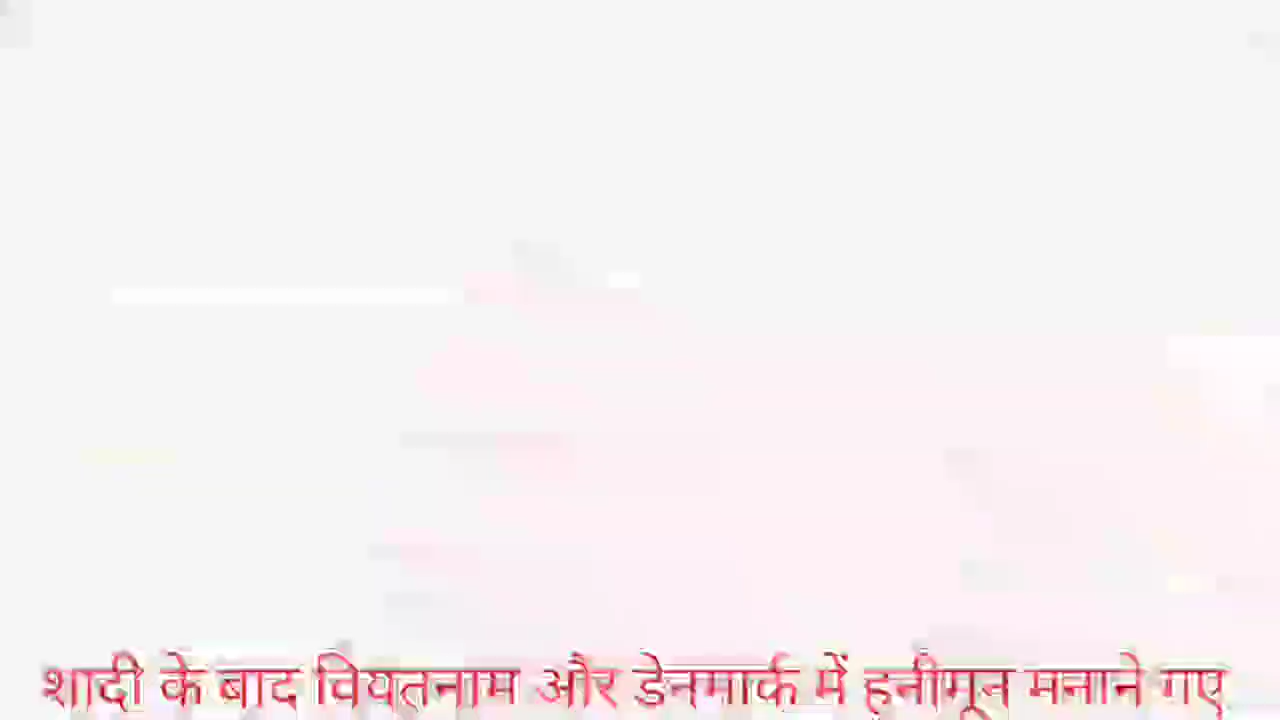 शादी के बाद वियतनाम और डेनमार्क में हनीमून मनाने गए